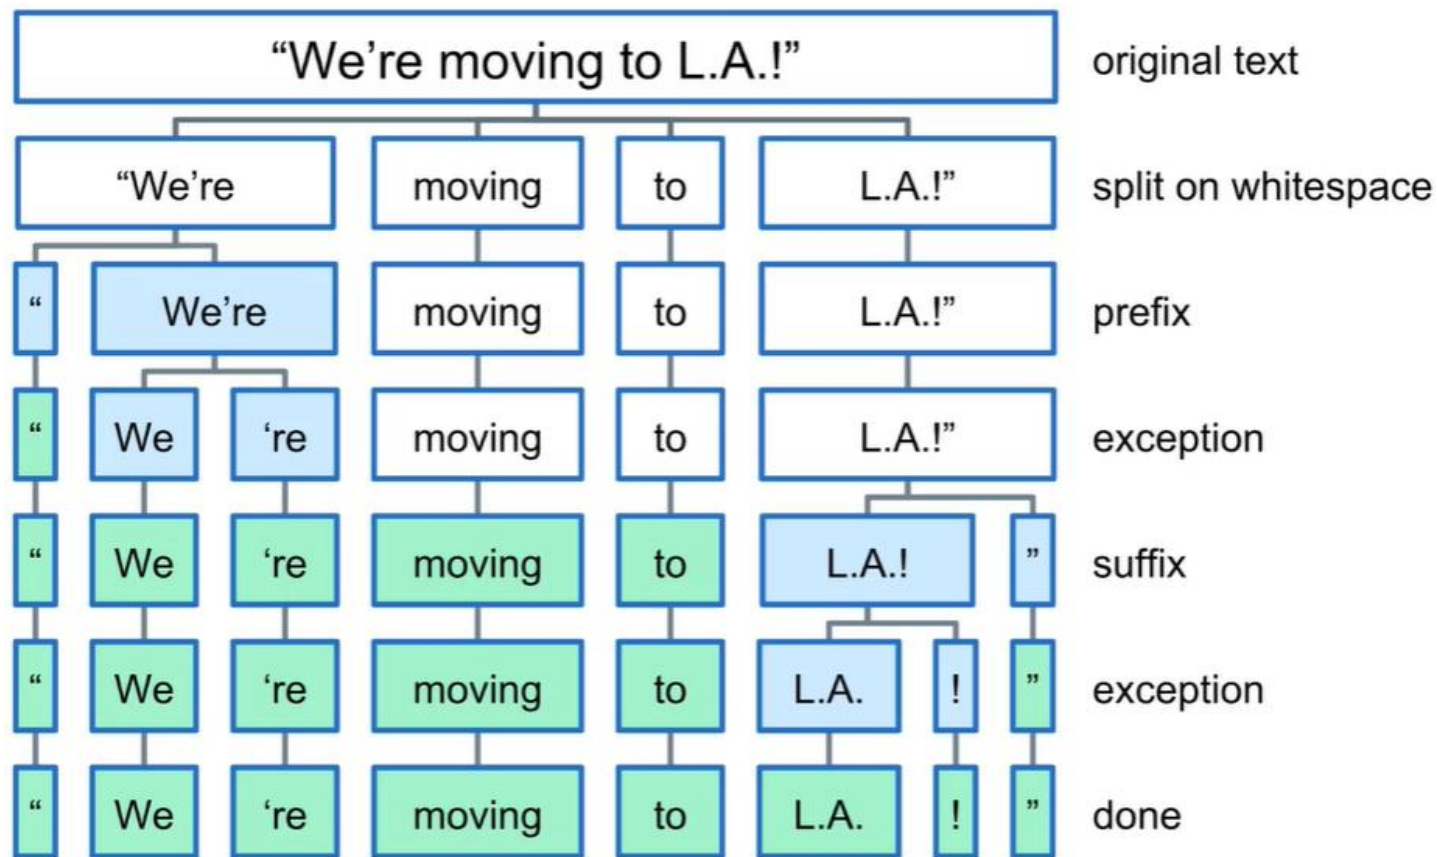 “We’re moving to L.A.!” original text
“We’re moving to L.A.!” split on whitespace
“ We’re moving to L.A.!” prefix
“ We ‘re moving to L.A.!” exception
“ We ‘re moving to L.A.! ” suffix
“ We ‘re moving to L.A. ! ” exception
“ We ‘re moving to L.A. ! ” done